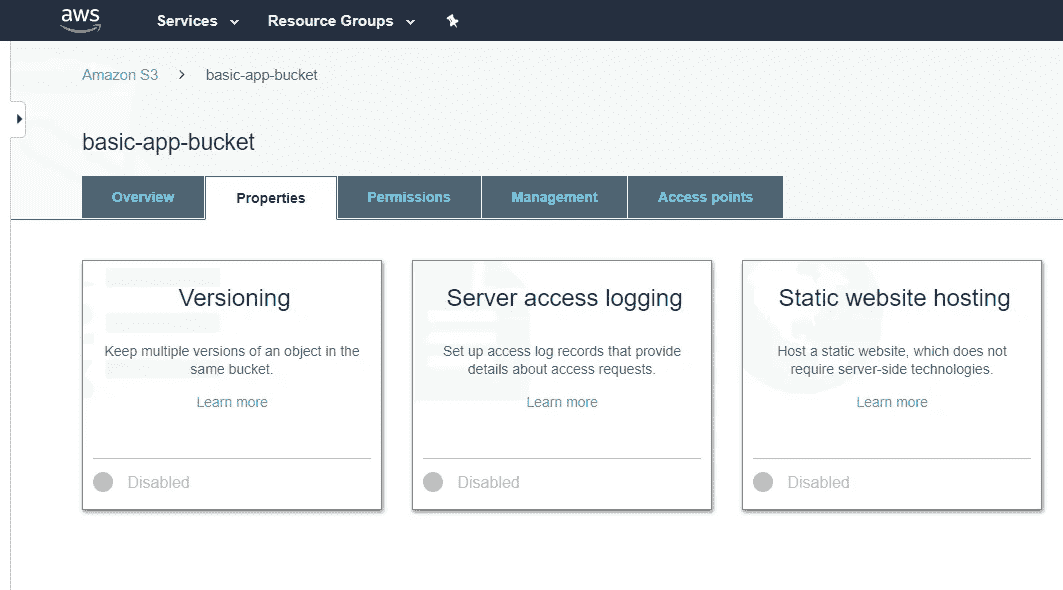 aws Services Resource Groups
Amazon S3 > basic-app-bucket
basic-app-bucket
Overview Properties Permissions Management Access points
Versioning
Keep multiple versions of an object in the
same bucket.
Learn more
Disabled
Server access logging
Set up access log records that provide
details about access requests.
Learn more
Disabled
Static website hosting
Host a static website, which does not
require server-side technologies.
Learn more
Disabled